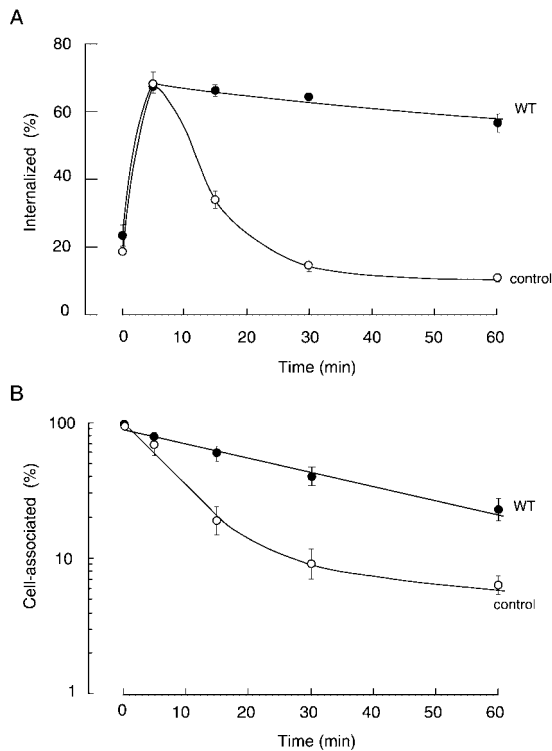 A
80
60
40
20
0
Internalized (%)
WT
control
0 10 20 30 40 50 60
Time (min)
B
100
10
1
Cell-associated (%)
WT
control
0 10 20 30 40 50 60
Time (min)